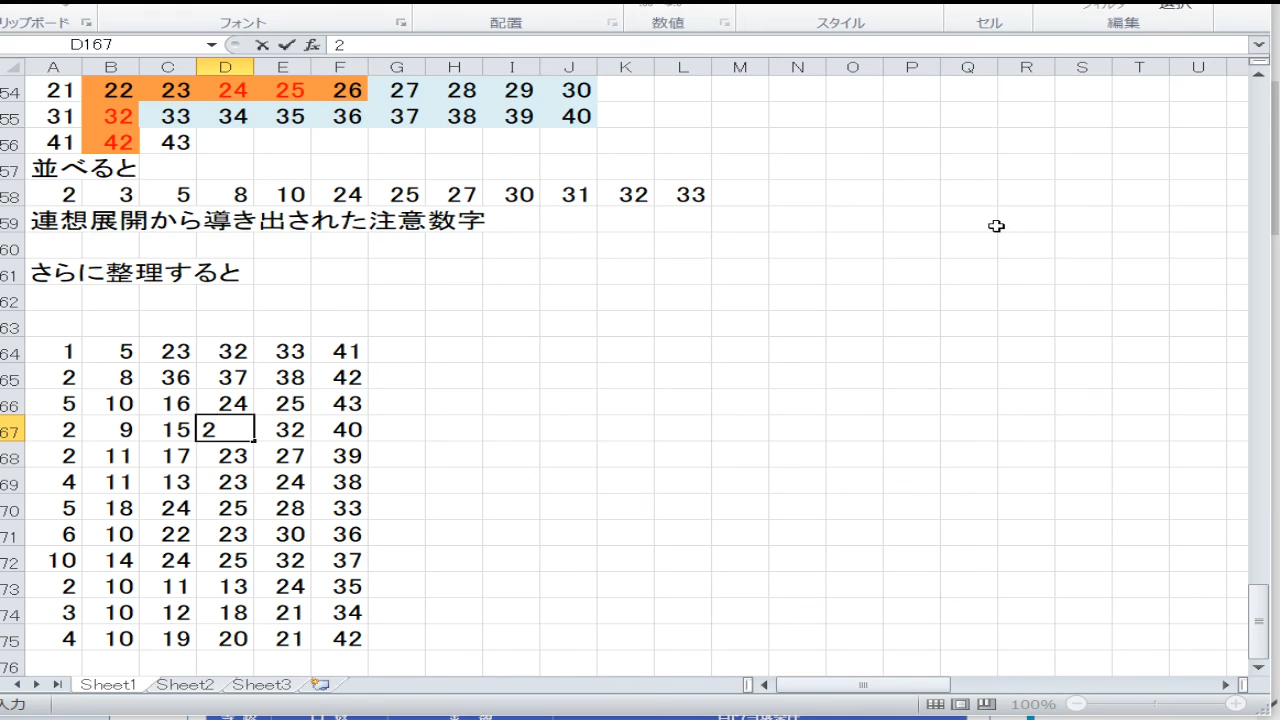 リップボード フォント 配置 数値 スタイル セル 編集
D167 fx 2
A B C D E F G H I J K L M N O P Q R S T U
54 21 22 23 24 25 26 27 28 29 30
55 31 32 33 34 35 36 37 38 39 40
56 41 42 43
57 並べると
58 2 3 5 8 10 24 25 27 30 31 32 33
59 連想展開から導き出された注意数字
60
61 さらに整理すると
62
63
64 1 5 23 32 33 41
65 2 8 36 37 38 42
66 5 10 16 24 25 43
67 2 9 15 2 32 40
68 2 11 17 23 27 39
69 4 11 13 23 24 38
70 5 18 24 25 28 33
71 6 10 22 23 30 36
72 10 14 24 25 32 37
73 2 10 11 13 24 35
74 3 10 12 18 21 34
75 4 10 19 20 21 42
76
Sheet1 Sheet2 Sheet3
入力 100%